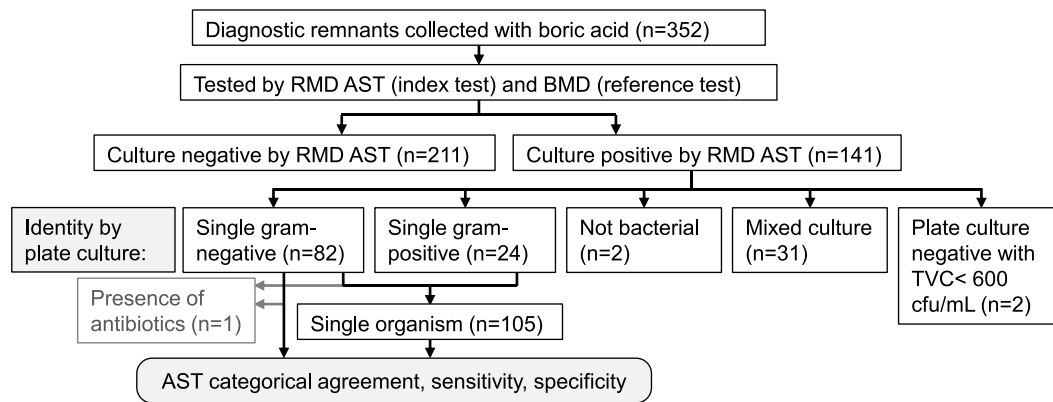 Diagnostic remnants collected with boric acid (n=352)
Tested by RMD AST (index test) and BMD (reference test)
Culture negative by RMD AST (n=211)
Culture positive by RMD AST (n=141)
Identity by
plate culture:
Single gram-
negative (n=82)
Single gram-
positive (n=24)
Not bacterial
(n=2)
Mixed culture
(n=31)
Plate culture
negative with
TVC< 600
cfu/mL (n=2)
Presence of
antibiotics (n=1)
Single organism (n=105)
AST categorical agreement, sensitivity, specificity